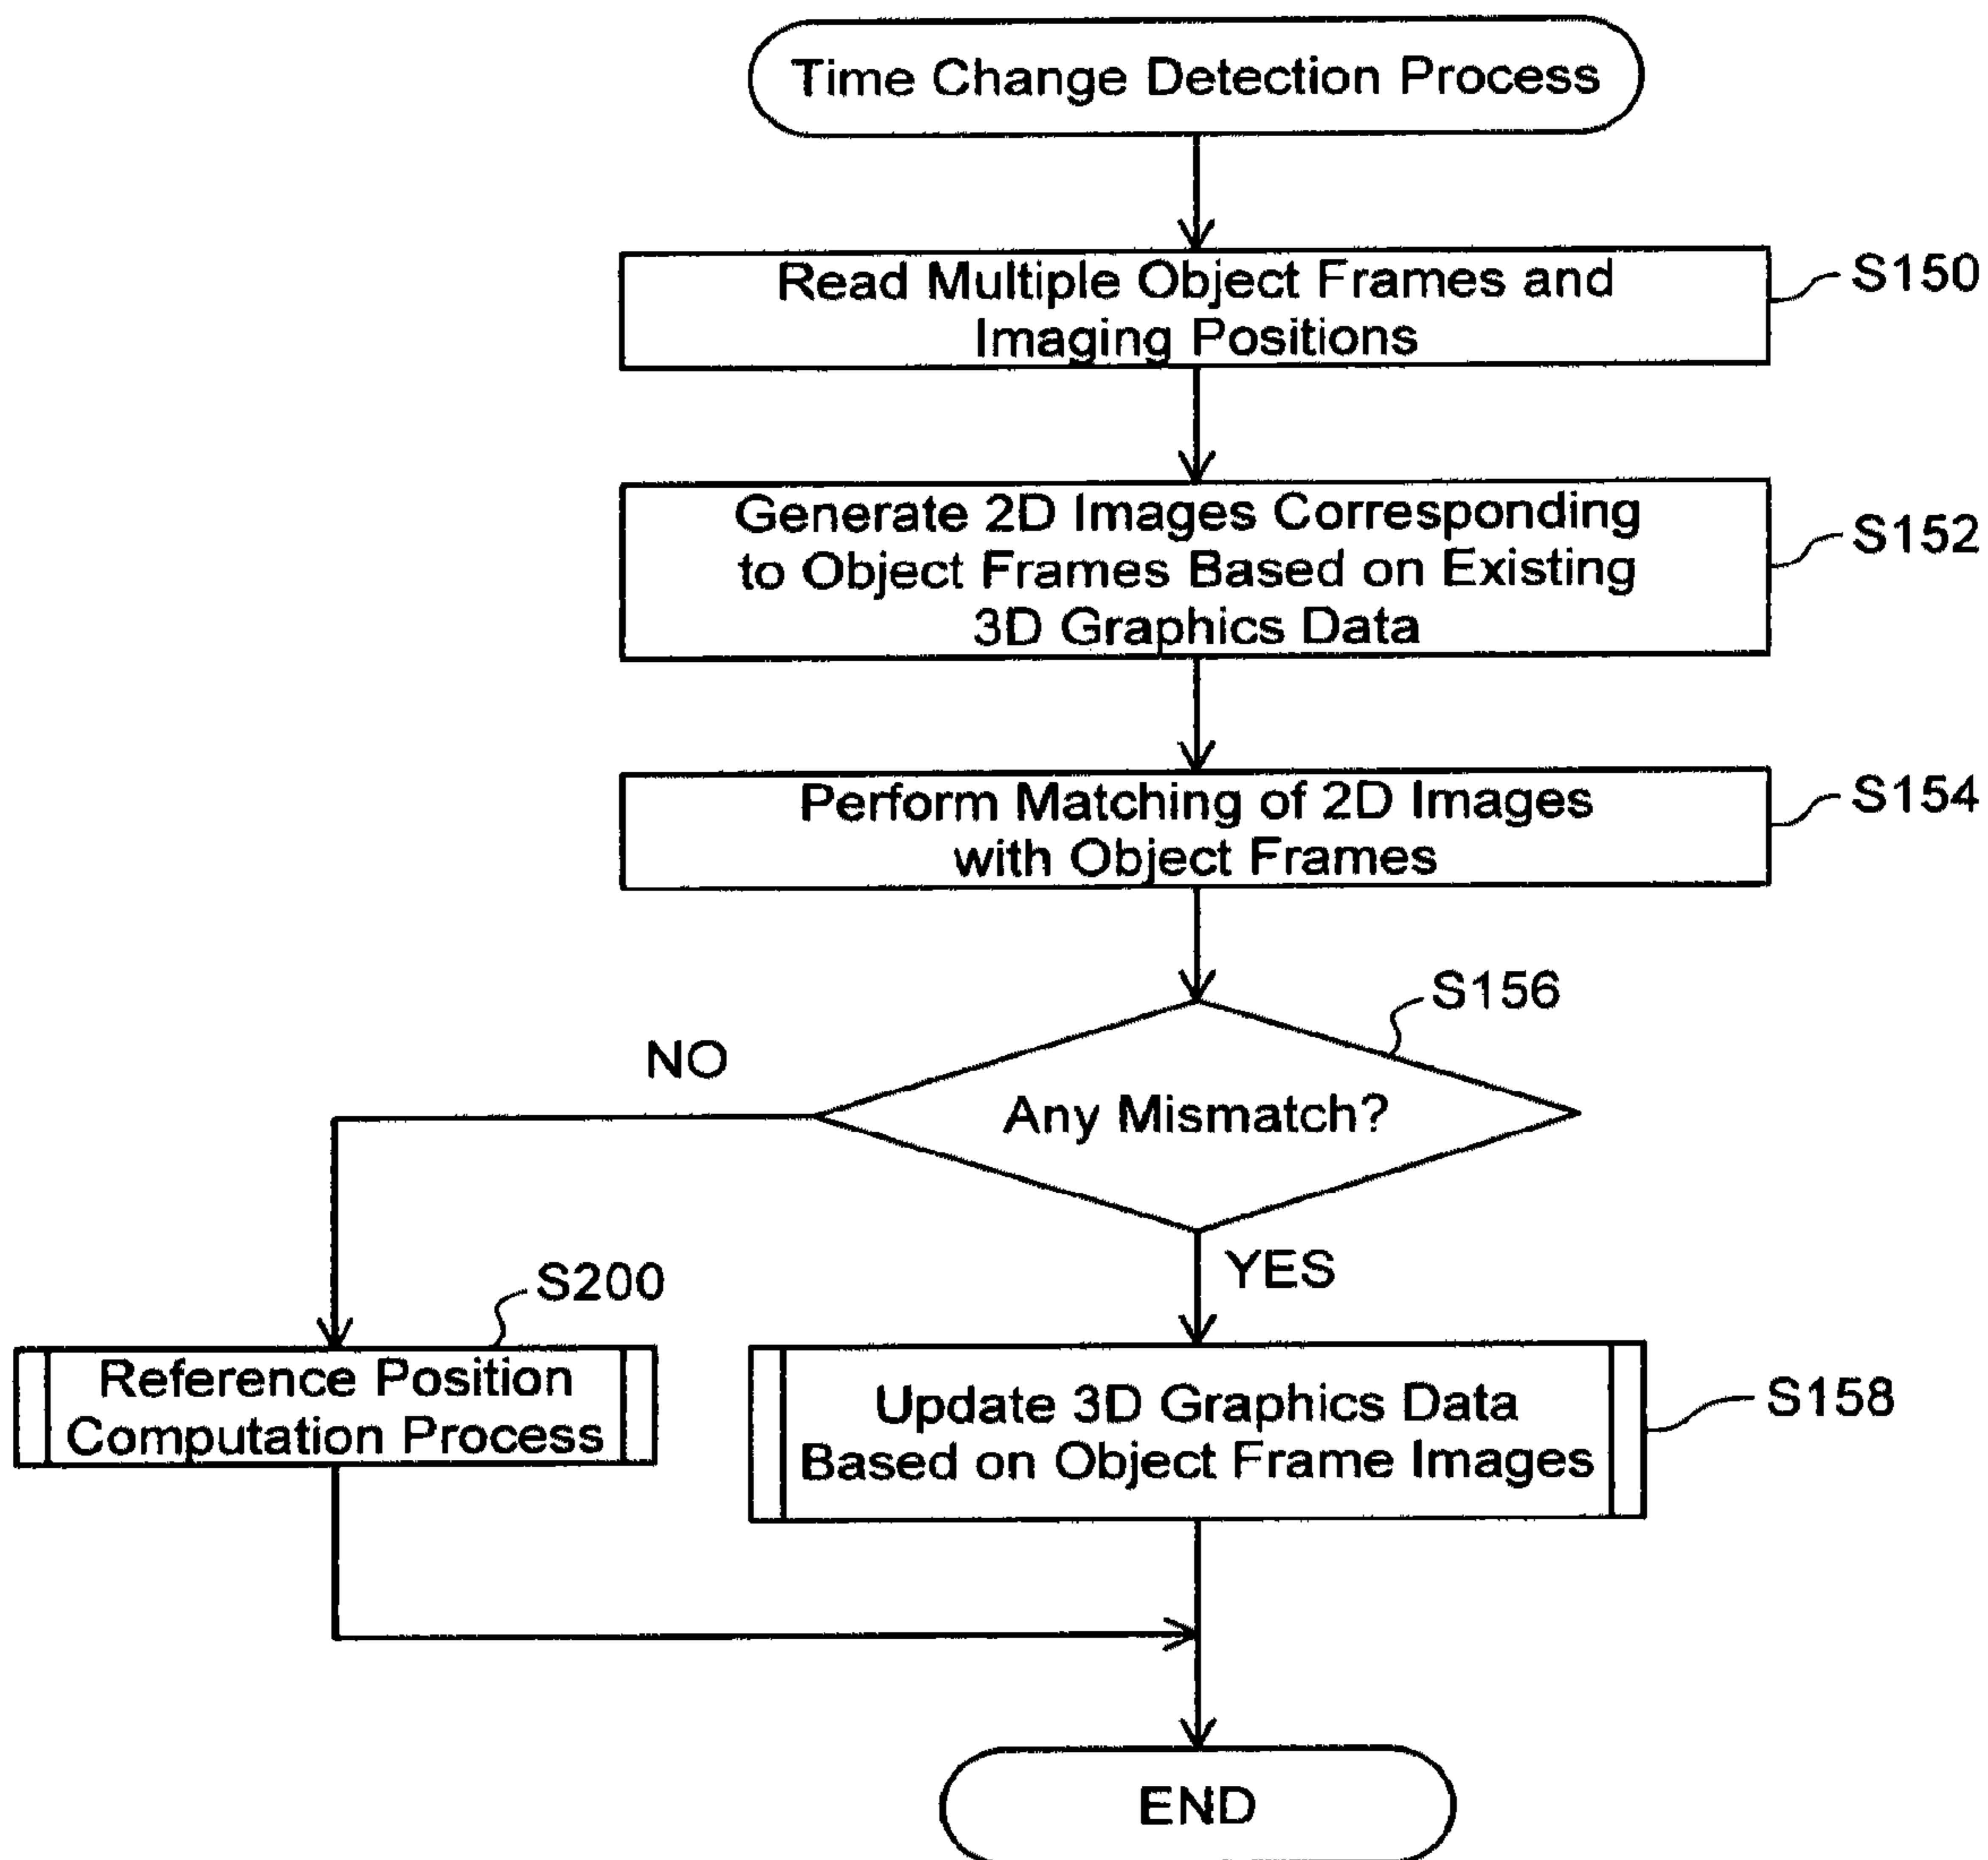 Time Change Detection Process
Read Multiple Object Frames and
Imaging Positions
S150
Generate 2D Images Corresponding
to Object Frames Based on Existing
3D Graphics Data
S152
Perform Matching of 2D Images
with Object Frames
S154
S156
NO
Any Mismatch?
YES
S200
Reference Position
Computation Process
Update 3D Graphics Data
Based on Object Frame Images
S158
END